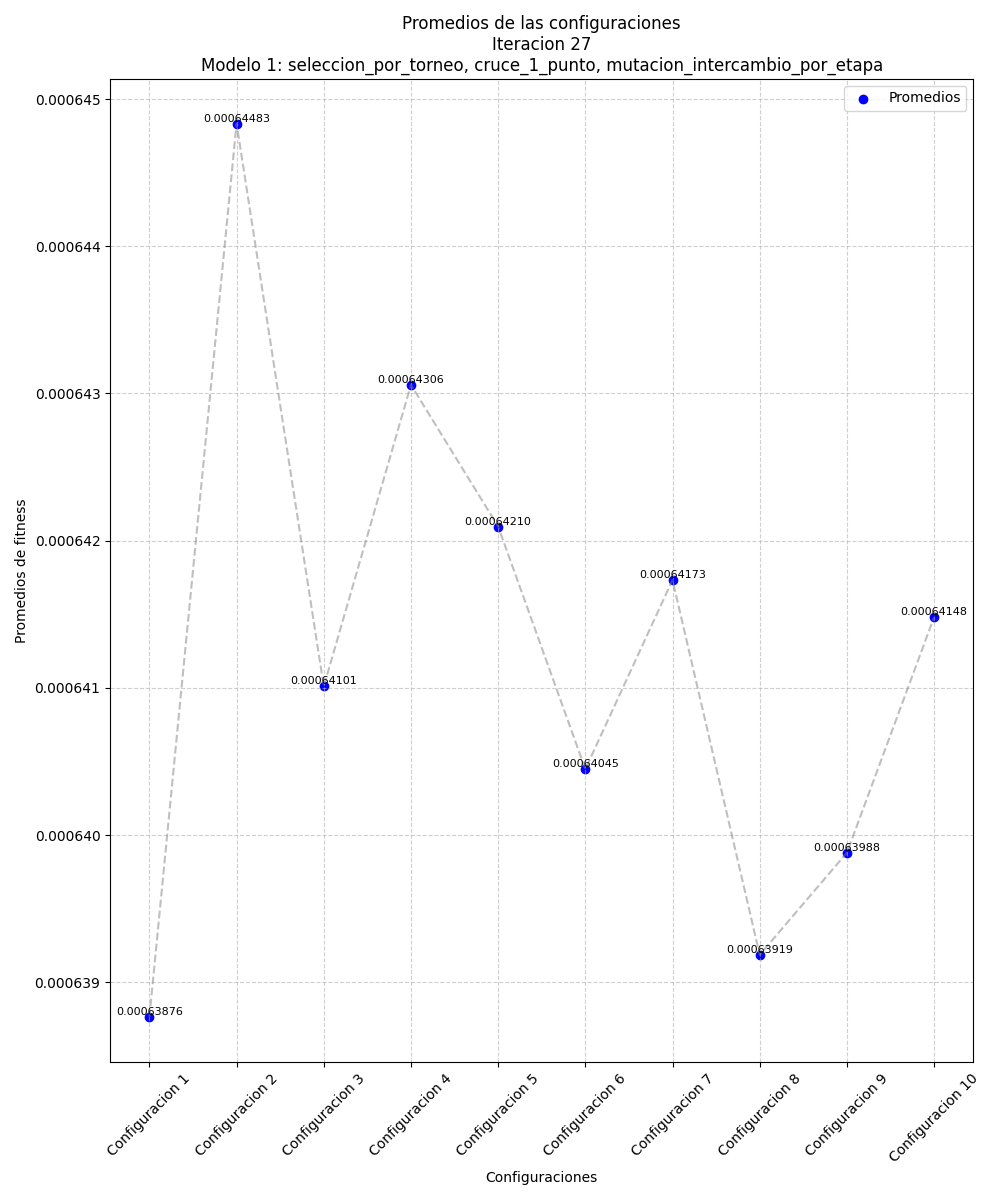 Promedios de las configuraciones
Iteracion 27
Modelo 1: seleccion_por_torneo, cruce_1_punto, mutacion_intercambio_por_etapa
Promedios
0.000645
0.000644
0.000643
0.000642
0.000641
0.000640
0.000639
Promedios de fitness
0.00063876
0.00064483
0.00064101
0.00064306
0.00064210
0.00064045
0.00064173
0.00063919
0.00063988
0.00064148
Configuracion 1
Configuracion 2
Configuracion 3
Configuracion 4
Configuracion 5
Configuracion 6
Configuracion 7
Configuracion 8
Configuracion 9
Configuracion 10
Configuraciones